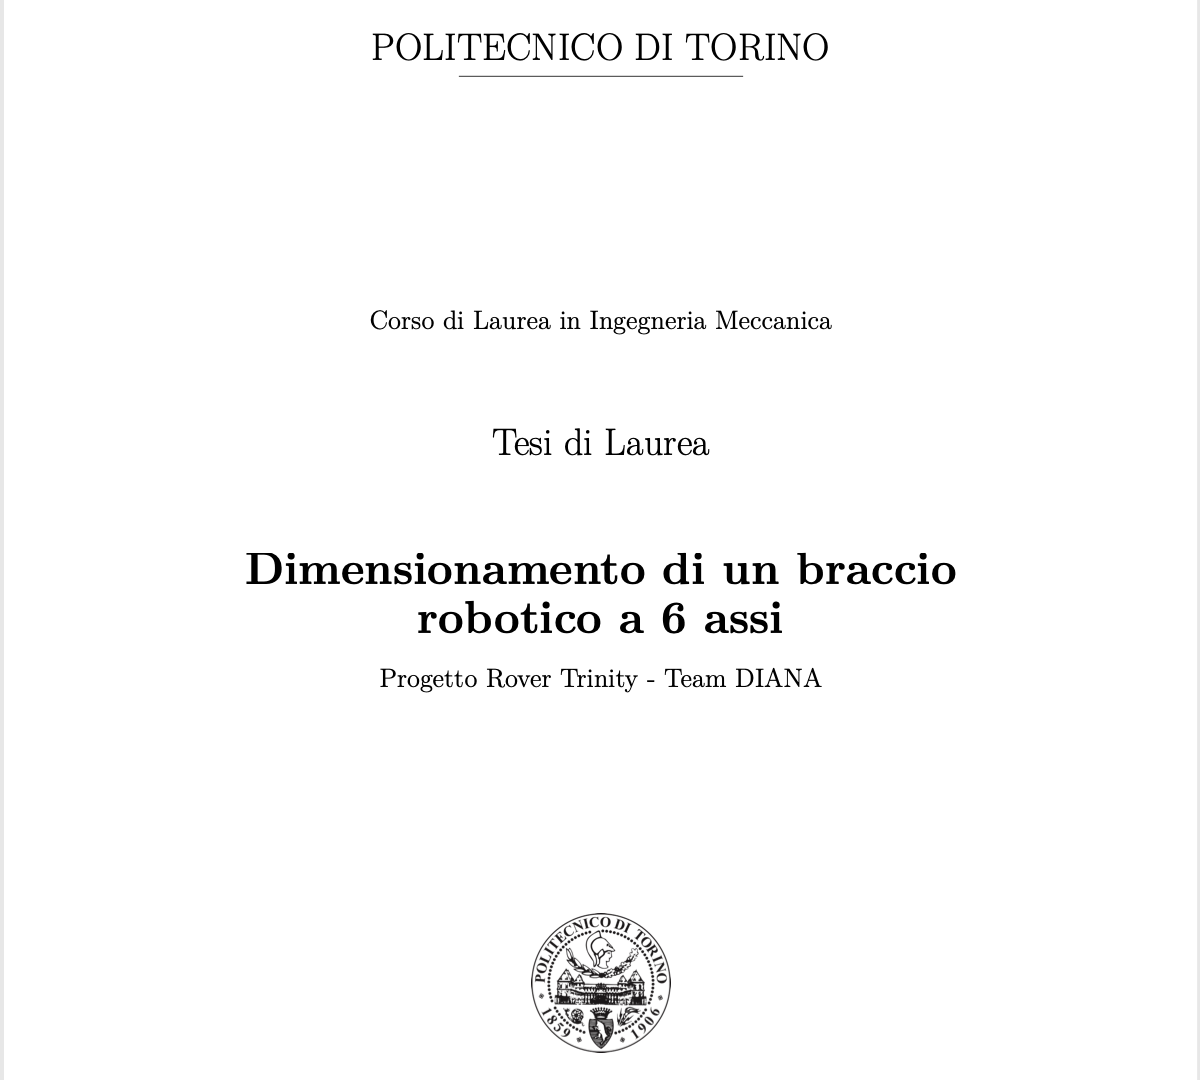 POLITECNICO DI TORINO
Corso di Laurea in Ingegneria Meccanica
Tesi di Laurea
Dimensionamento di un braccio
robotico a 6 assi
Progetto Rover Trinity - Team DIANA
POLITECNICO DI TORINO
1859 1906